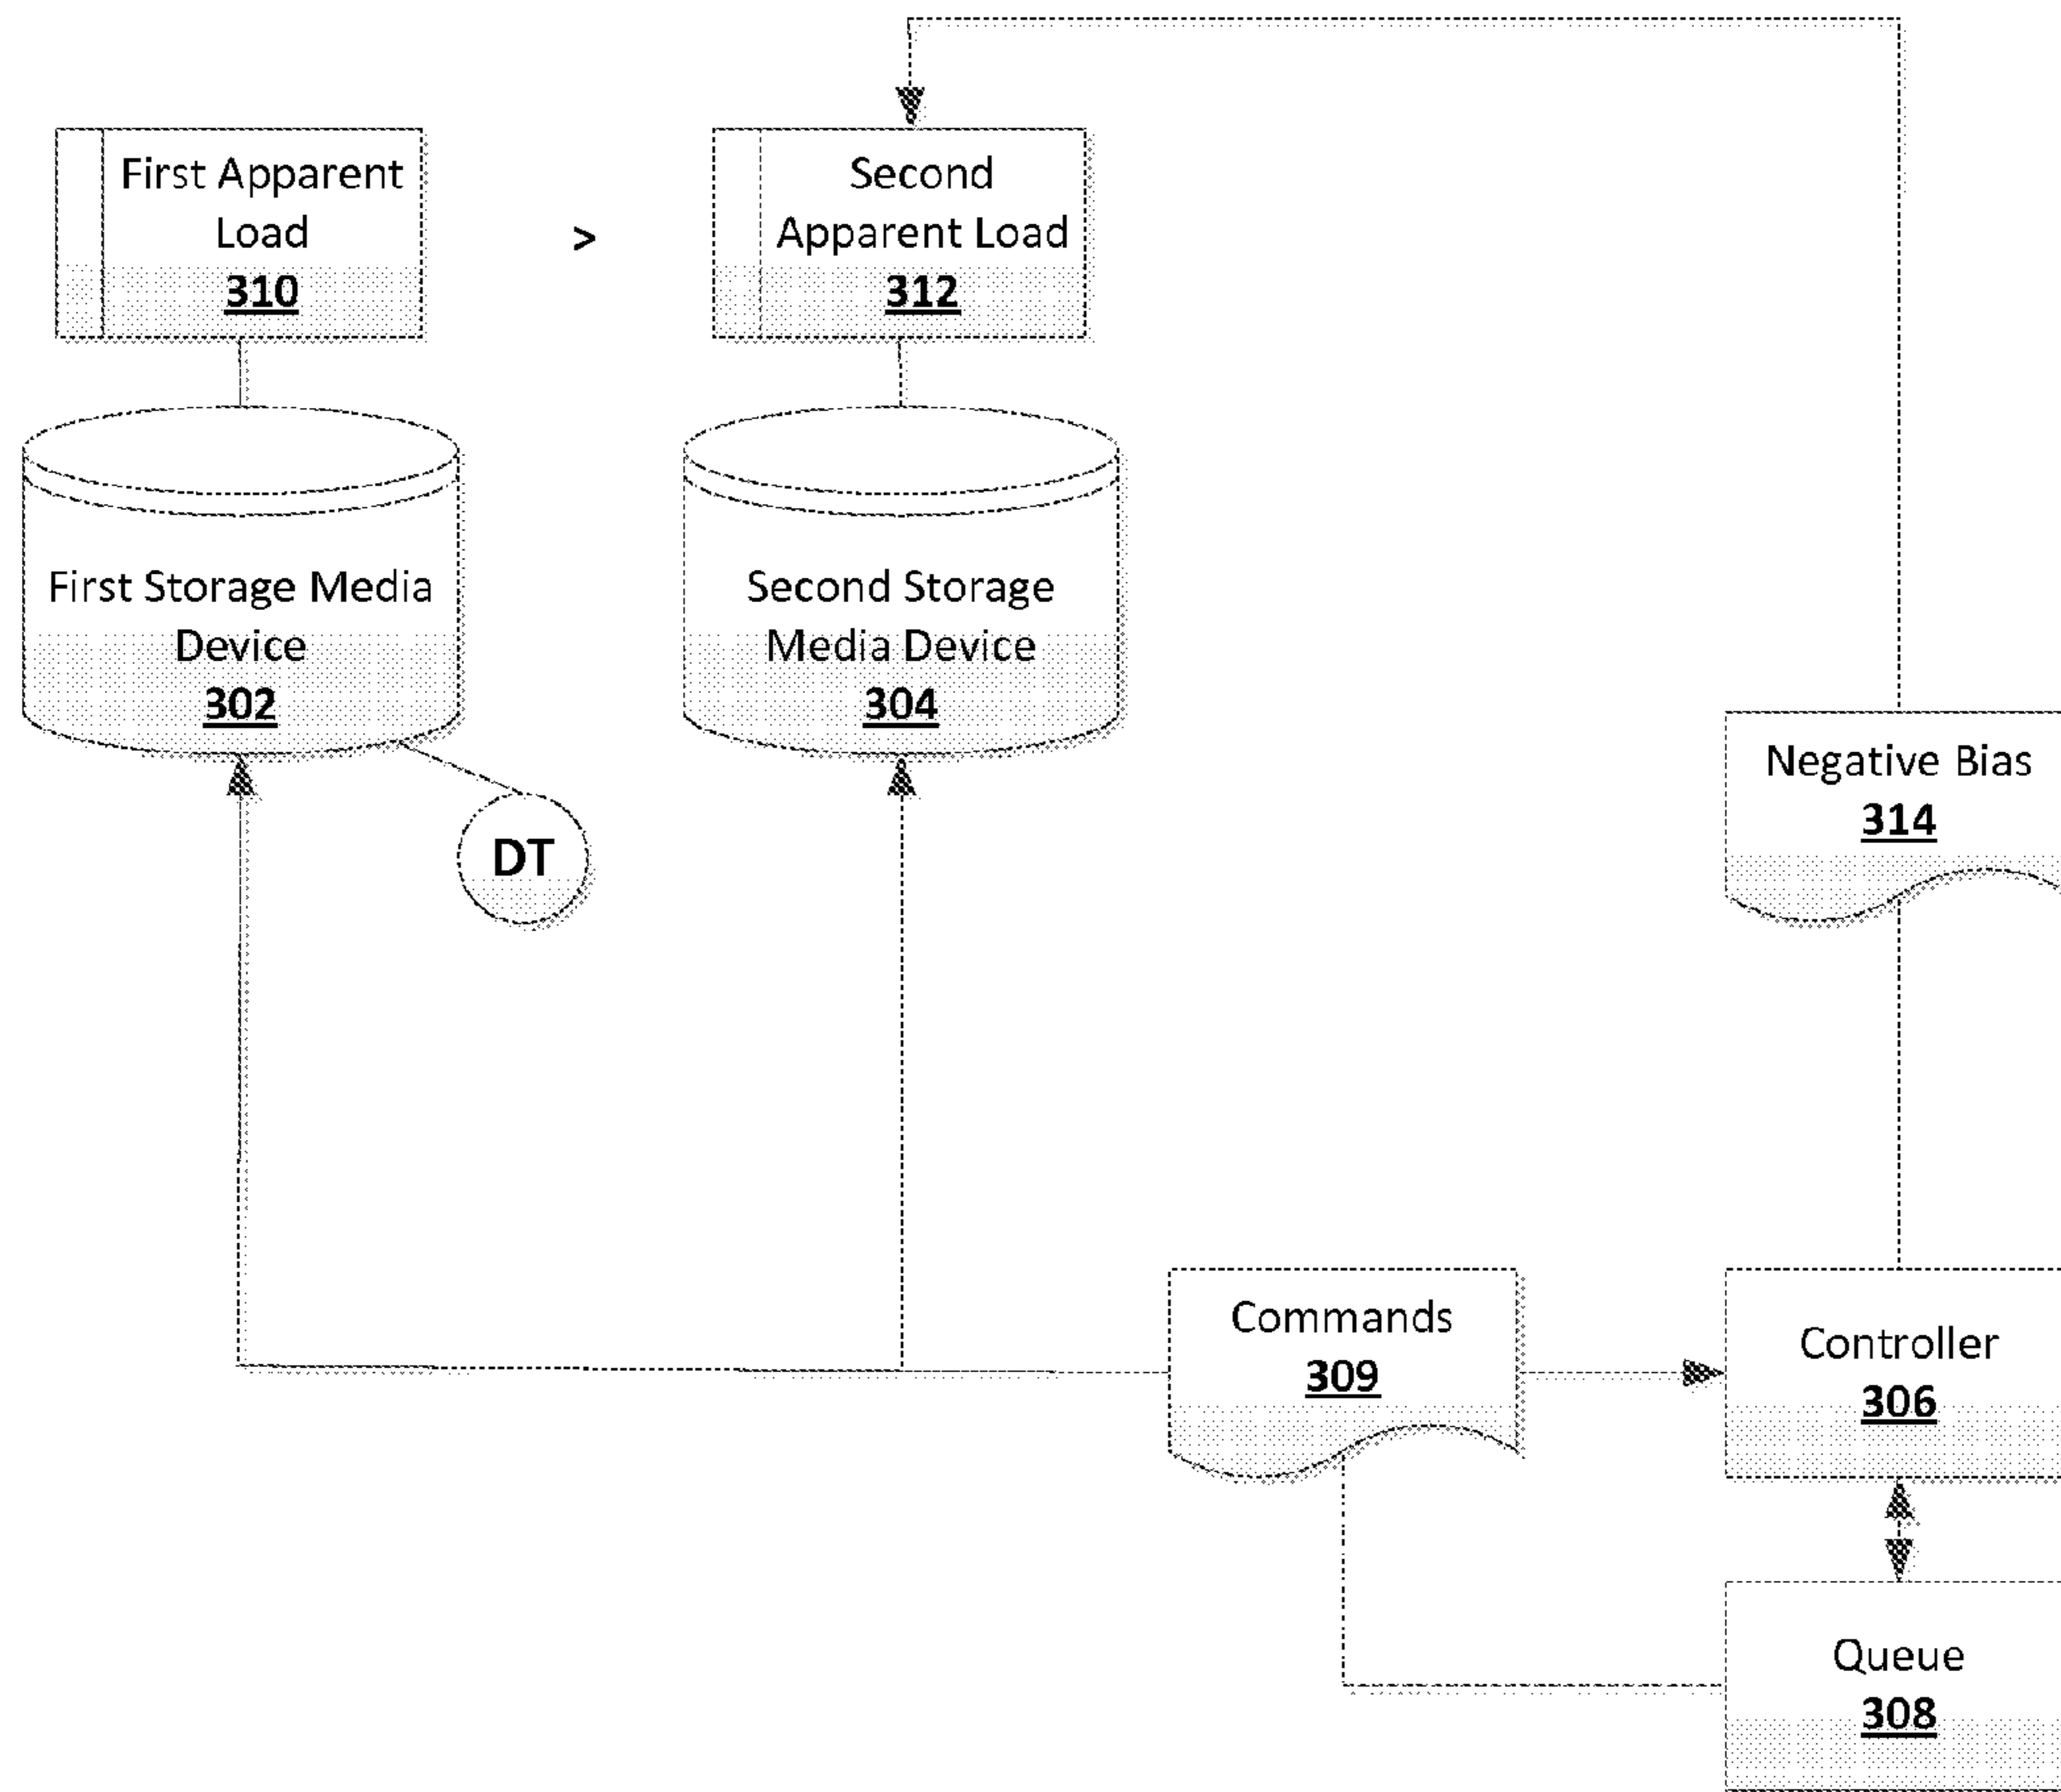 First Apparent
Load
310
>
Second
Apparent Load
312
First Storage Media
Device
302
Second Storage
Media Device
304
DT
Negative Bias
314
Commands
309
Controller
306
Queue
308